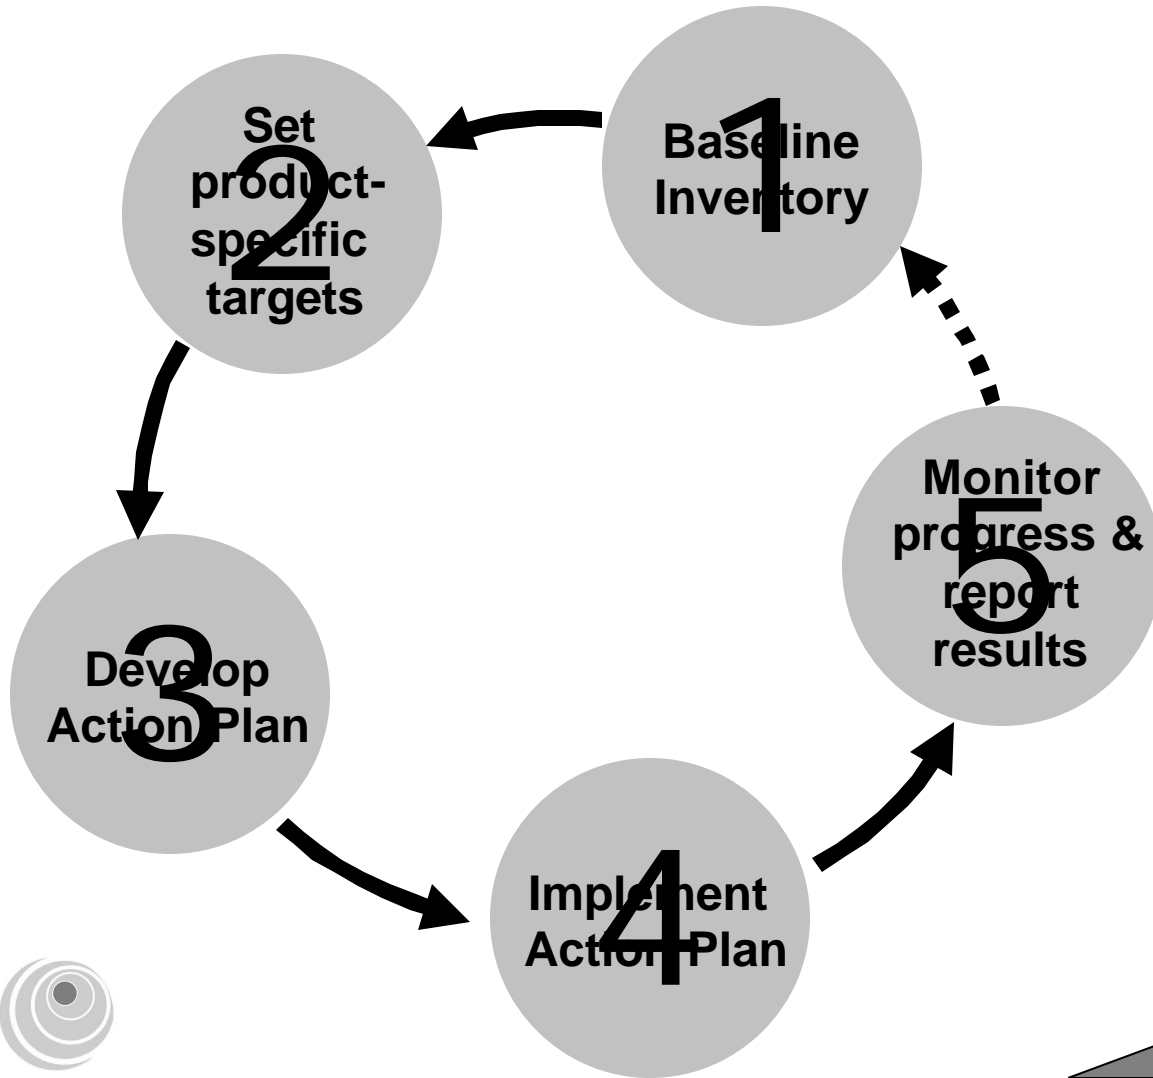 1
Baseline
Inventory
2
Set
product-
specific
targets
3
Develop
Action Plan
4
Implement
Action Plan
5
Monitor
progress &
report
results